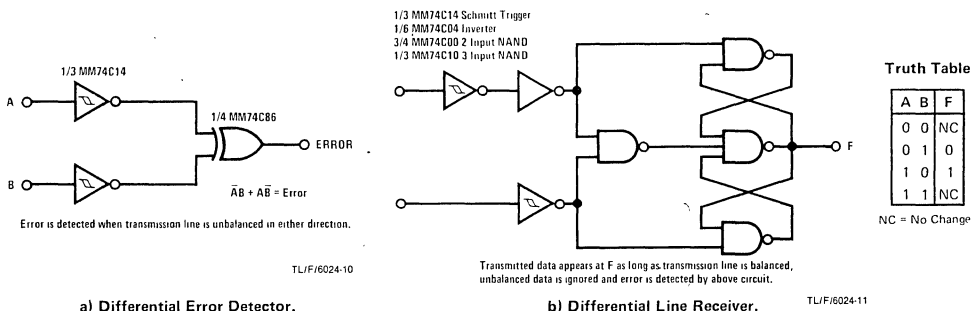 1/3 MM74C14
A
B
1/4 MM74C86
ERROR
A̅B + AB̅ = Error
Error is detected when transmission line is unbalanced in either direction.
TL/F/6024-10
a) Differential Error Detector.
1/3 MM74C14 Schmitt Trigger
1/6 MM74C04 Inverter
3/4 MM74C00 2 Input NAND
1/3 MM74C10 3 Input NAND
F
Transmitted data appears at F as long as transmission line is balanced,
unbalanced data is ignored and error is detected by above circuit.
TL/F/6024-11
b) Differential Line Receiver.
Truth Table
A B F
0 0 NC
0 1 0
1 0 1
1 1 NC
NC = No Change